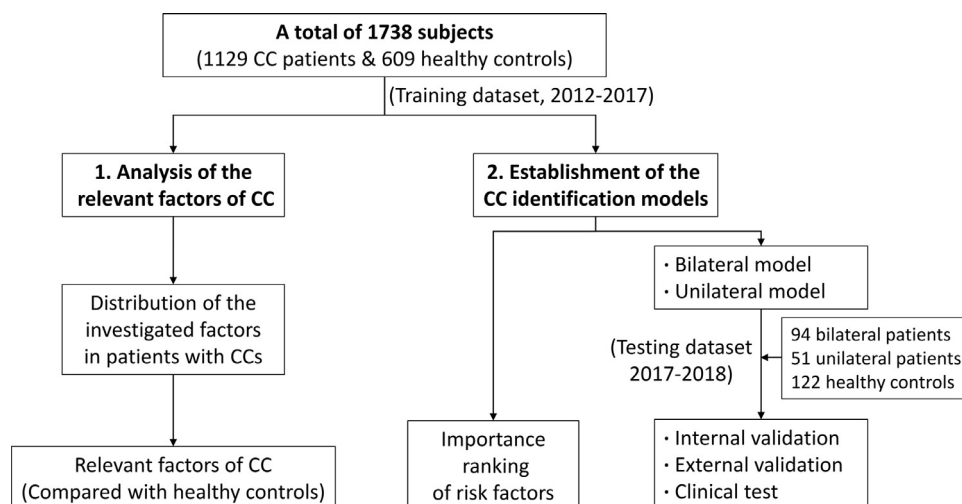 A total of 1738 subjects
(1129 CC patients & 609 healthy controls)
(Training dataset, 2012-2017)
1. Analysis of the
relevant factors of CC
2. Establishment of the
CC identification models
Distribution of the
investigated factors
in patients with CCs
· Bilateral model
· Unilateral model
(Testing dataset
2017-2018)
94 bilateral patients
51 unilateral patients
122 healthy controls
Relevant factors of CC
(Compared with healthy controls)
Importance
ranking
of risk factors
· Internal validation
· External validation
· Clinical test